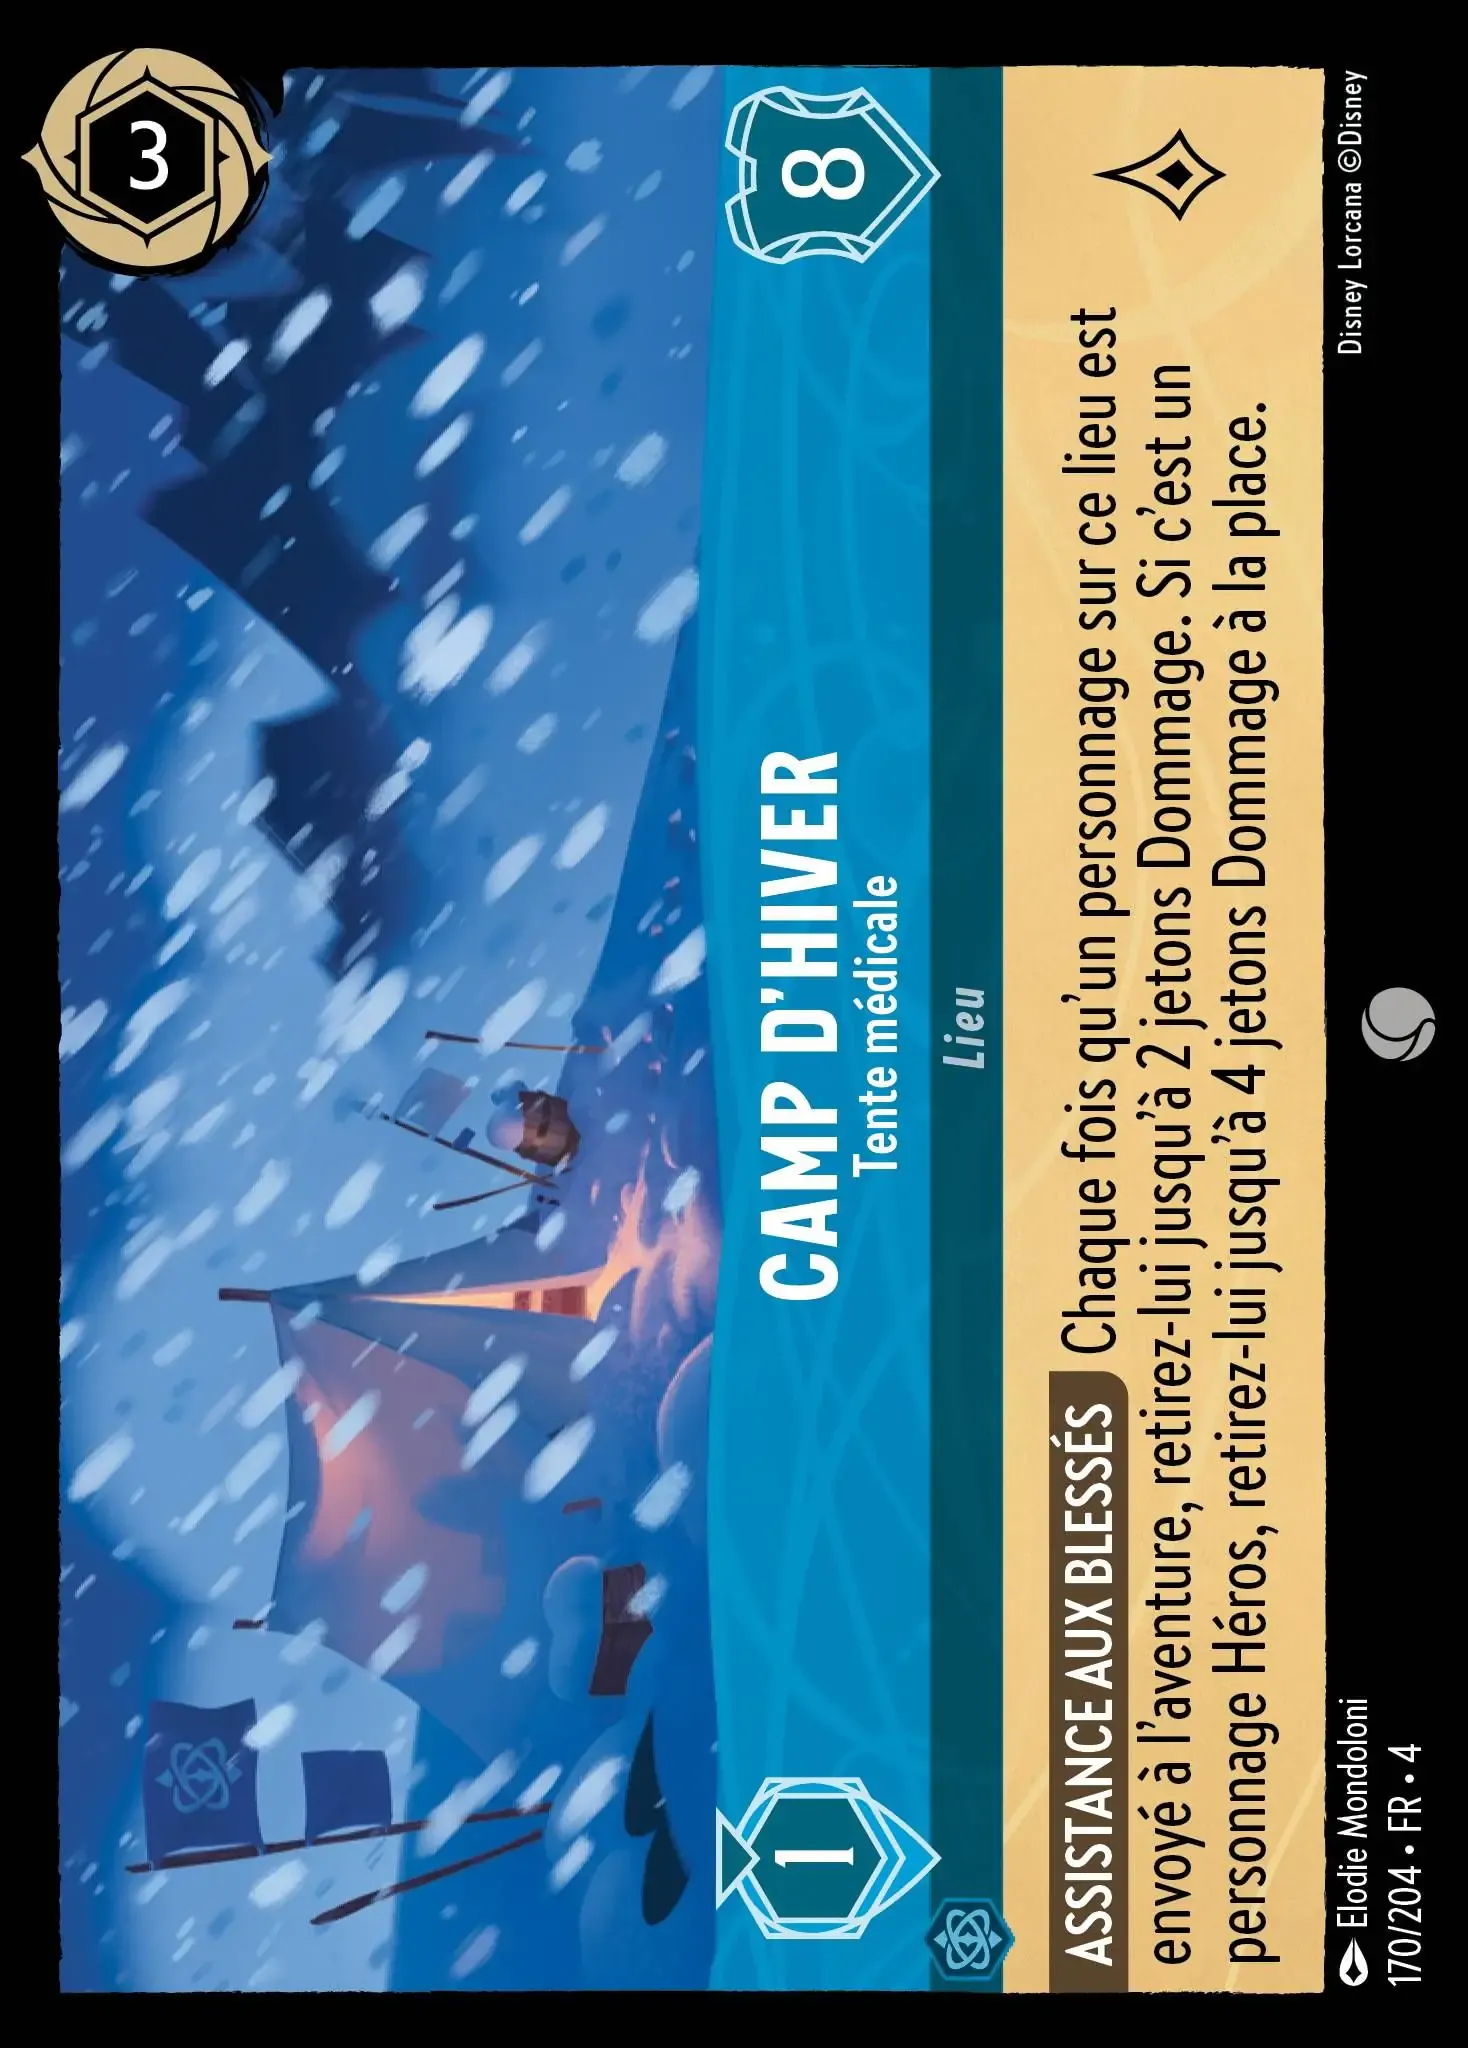 3
1
CAMP D'HIVER
8
Tente médicale
Lieu
ASSISTANCE AUX BLESSÉS Chaque fois qu'un personnage sur ce lieu est
envoyé à l'aventure, retirez-lui jusqu'à 2 jetons Dommage. Si c'est un
personnage Héros, retirez-lui jusqu'à 4 jetons Dommage à la place.
Elodie Mondoloni
Disney Lorcana ©Disney
170/204 • FR • 4